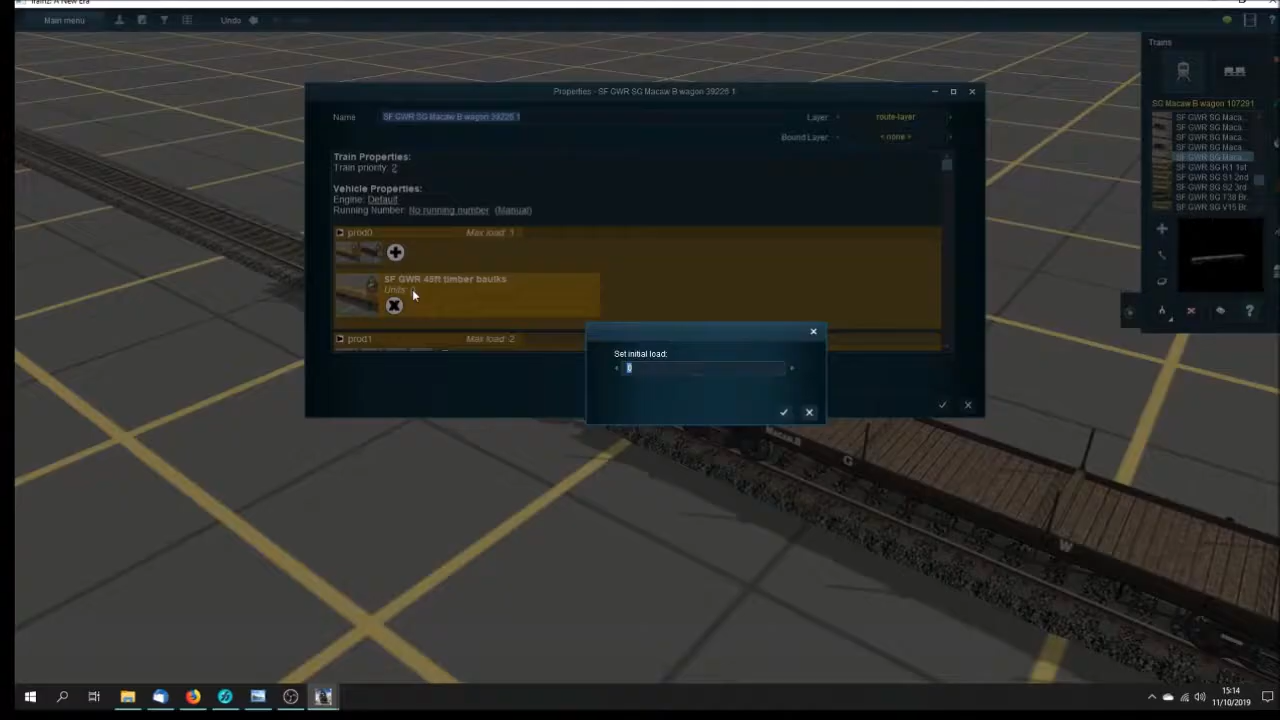 Trainz: A New Era
Main menu
Undo
Trains
Properties - SF GWR SG Macaw B wagon 39226 1
Name
SF GWR SG Macaw B wagon 39226 1
Layer
route-layer
Bound Layer
< none >
SG Macaw B wagon 107291
SF GWR SG Maca...
SF GWR SG Maca...
SF GWR SG Maca...
SF GWR SG Maca...
SF GWR SG Maca...
SF GWR SG R1 1st
SF GWR SG S1 2nd
SF GWR SG S2 3rd
SF GWR SG T38 Br.
SF GWR SG V15 Br.
Train Properties:
Train priority: 2
Vehicle Properties:
Engine: Default
Running Number: No running number (Manual)
prod0
Max load: 1
SF GWR 48ft timber baulks
Units: 0
prod1
Max load: 2
Set initial load:
0
Macaw B
G
W
15:14
11/10/2019